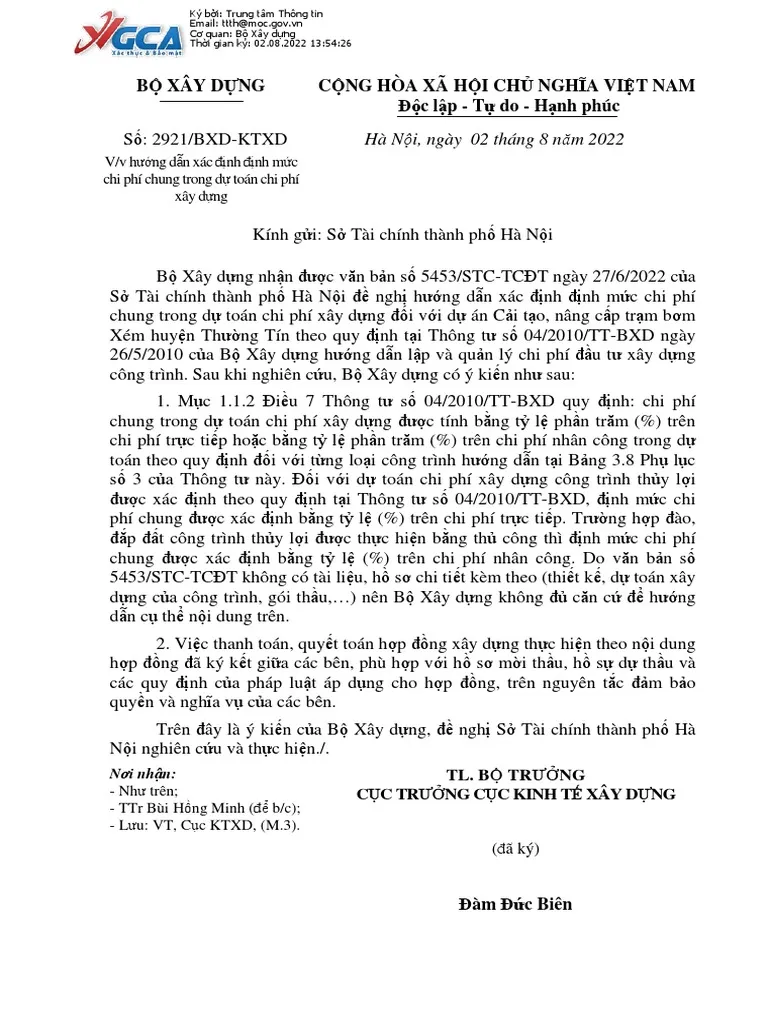 VGCA
Xác thực & Bảo mật
Ký bởi: Trung tâm Thông tin
Email: ttth@moc.gov.vn
Cơ quan: Bộ Xây dựng
Thời gian ký: 02.08.2022 13:54:26
BỘ XÂY DỰNG
CỘNG HÒA XÃ HỘI CHỦ NGHĨA VIỆT NAM
Độc lập - Tự do - Hạnh phúc
Số: 2921/BXD-KTXD
Hà Nội, ngày 02 tháng 8 năm 2022
V/v hướng dẫn xác định định mức
chi phí chung trong dự toán chi phí
xây dựng
Kính gửi: Sở Tài chính thành phố Hà Nội
Bộ Xây dựng nhận được văn bản số 5453/STC-TCĐT ngày 27/6/2022 của
Sở Tài chính thành phố Hà Nội đề nghị hướng dẫn xác định định mức chi phí
chung trong dự toán chi phí xây dựng đối với dự án Cải tạo, nâng cấp trạm bơm
Xém huyện Thường Tín theo quy định tại Thông tư số 04/2010/TT-BXD ngày
26/5/2010 của Bộ Xây dựng hướng dẫn lập và quản lý chi phí đầu tư xây dựng
công trình. Sau khi nghiên cứu, Bộ Xây dựng có ý kiến như sau:
1. Mục 1.1.2 Điều 7 Thông tư số 04/2010/TT-BXD quy định: chi phí
chung trong dự toán chi phí xây dựng được tính bằng tỷ lệ phần trăm (%) trên
chi phí trực tiếp hoặc bằng tỷ lệ phần trăm (%) trên chi phí nhân công trong dự
toán theo quy định đối với từng loại công trình hướng dẫn tại Bảng 3.8 Phụ lục
số 3 của Thông tư này. Đối với dự toán chi phí xây dựng công trình thủy lợi
được xác định theo quy định tại Thông tư số 04/2010/TT-BXD, định mức chi
phí chung được xác định bằng tỷ lệ (%) trên chi phí trực tiếp. Trường hợp đào,
đắp đất công trình thủy lợi được thực hiện bằng thủ công thì định mức chi phí
chung được xác định bằng tỷ lệ (%) trên chi phí nhân công. Do văn bản số
5453/STC-TCĐT không có tài liệu, hồ sơ chi tiết kèm theo (thiết kế, dự toán xây
dựng của công trình, gói thầu,…) nên Bộ Xây dựng không đủ căn cứ để hướng
dẫn cụ thể nội dung trên.
2. Việc thanh toán, quyết toán hợp đồng xây dựng thực hiện theo nội dung
hợp đồng đã ký kết giữa các bên, phù hợp với hồ sơ mời thầu, hồ sự dự thầu và
các quy định của pháp luật áp dụng cho hợp đồng, trên nguyên tắc đảm bảo
quyền và nghĩa vụ của các bên.
Trên đây là ý kiến của Bộ Xây dựng, đề nghị Sở Tài chính thành phố Hà
Nội nghiên cứu và thực hiện./.
Nơi nhận:
- Như trên;
- TTr Bùi Hồng Minh (để b/c);
- Lưu: VT, Cục KTXD, (M.3).
TL. BỘ TRƯỞNG
CỤC TRƯỞNG CỤC KINH TẾ XÂY DỰNG
(đã ký)
Đàm Đức Biên